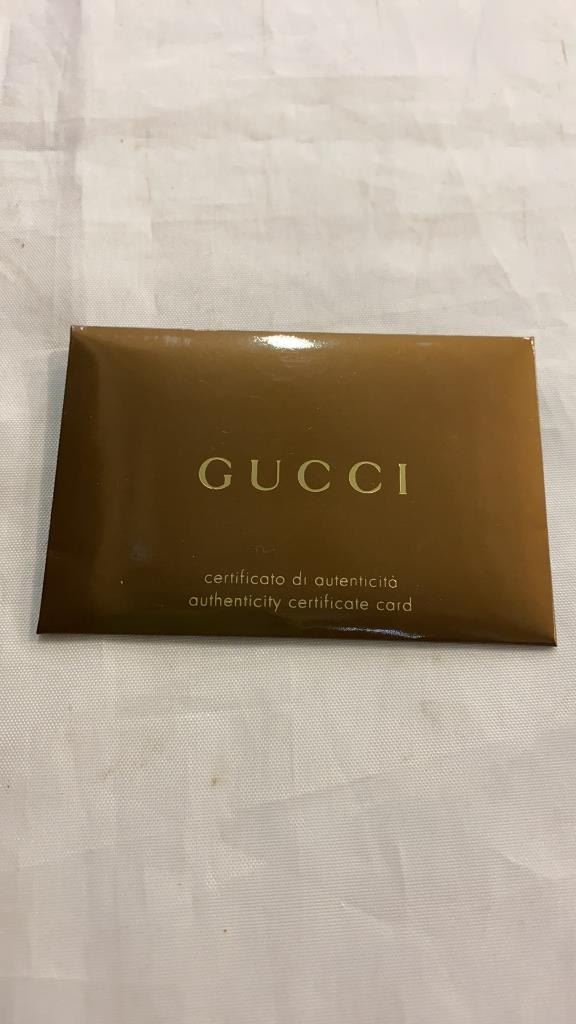 GUCCI
certificato di autenticità
authenticity certificate card